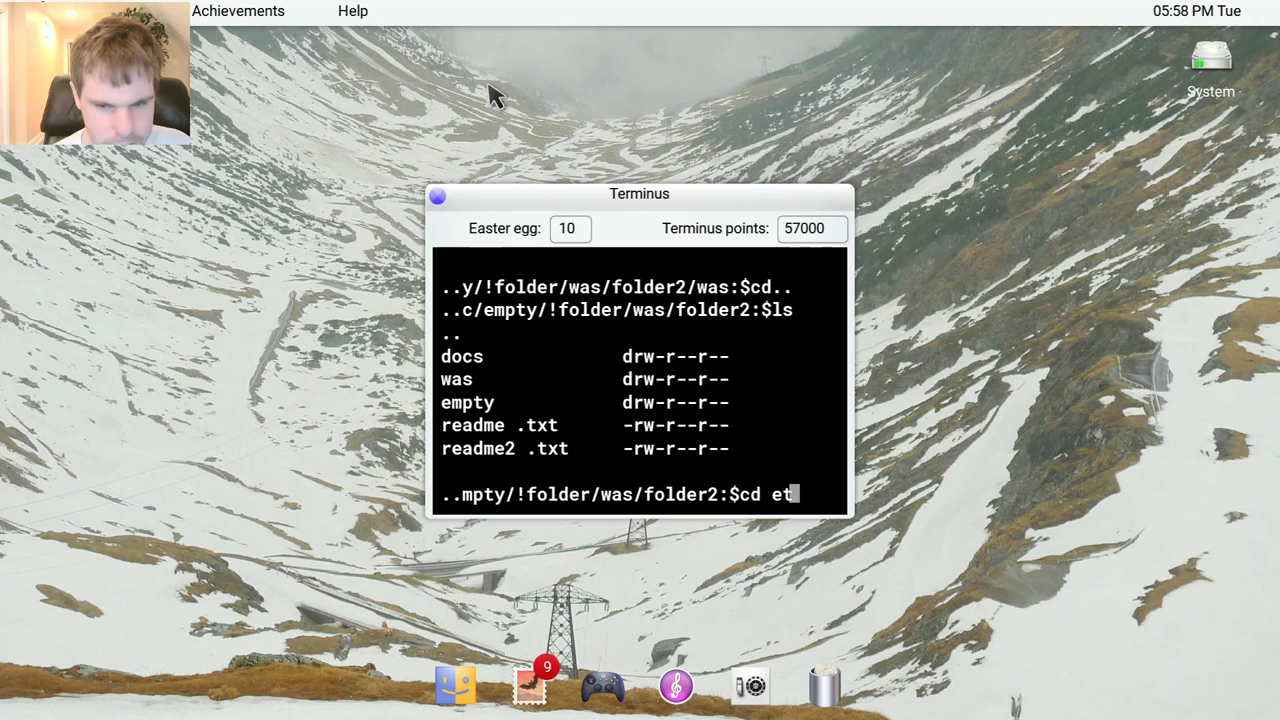 Achievements Help 05:58 PM Tue
System
Terminus
Easter egg: 10 Terminus points: 57000
..y/!folder/was/folder2/was:$cd..
..c/empty/!folder/was/folder2:$ls
..
docs drw-r--r--
was drw-r--r--
empty drw-r--r--
readme .txt -rw-r--r--
readme2 .txt -rw-r--r--
..mpty/!folder/was/folder2:$cd et
9